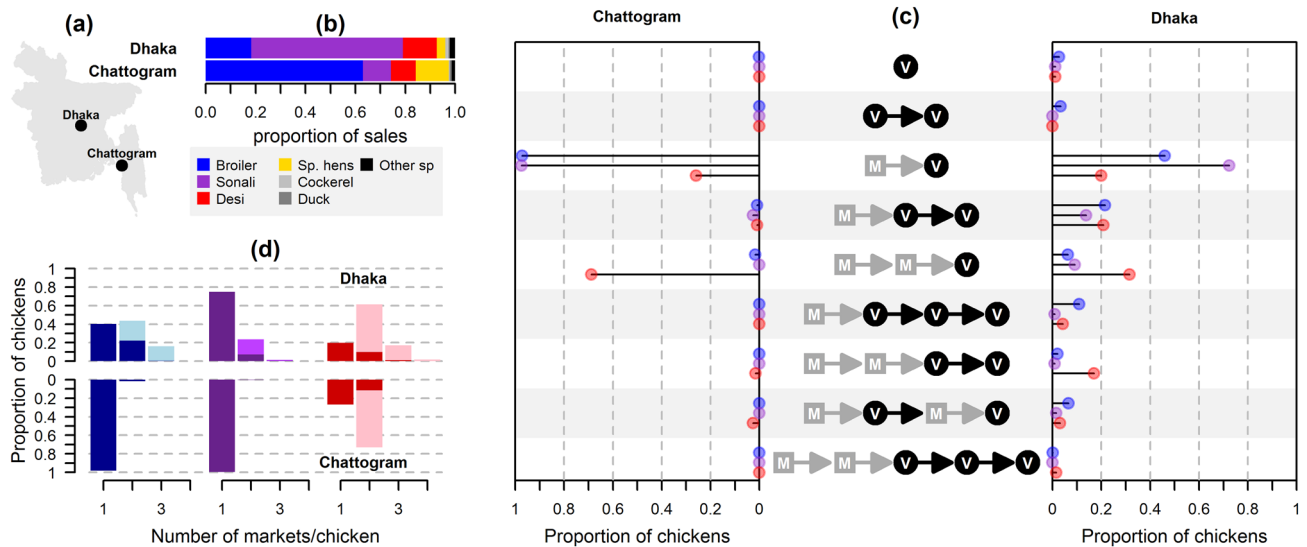 (a)
Dhaka
Chattogram
(b)
Dhaka
Chattogram
0.0 0.2 0.4 0.6 0.8 1.0
proportion of sales
Broiler Sp. hens Other sp
Sonali Cockerel
Desi Duck
(d)
Dhaka
Proportion of chickens
1
0.8
0.6
0.4
0.2
0
0
0.2
0.4
0.6
0.8
1
Chattogram
1 3 1 3 1 3
Number of markets/chicken
(c)
Chattogram
1 0.8 0.6 0.4 0.2 0
Proportion of chickens
V
V V
M V
M V V
M M V
M V V V
M M V V
M V M V
M M V V V
Dhaka
0 0.2 0.4 0.6 0.8 1
Proportion of chickens